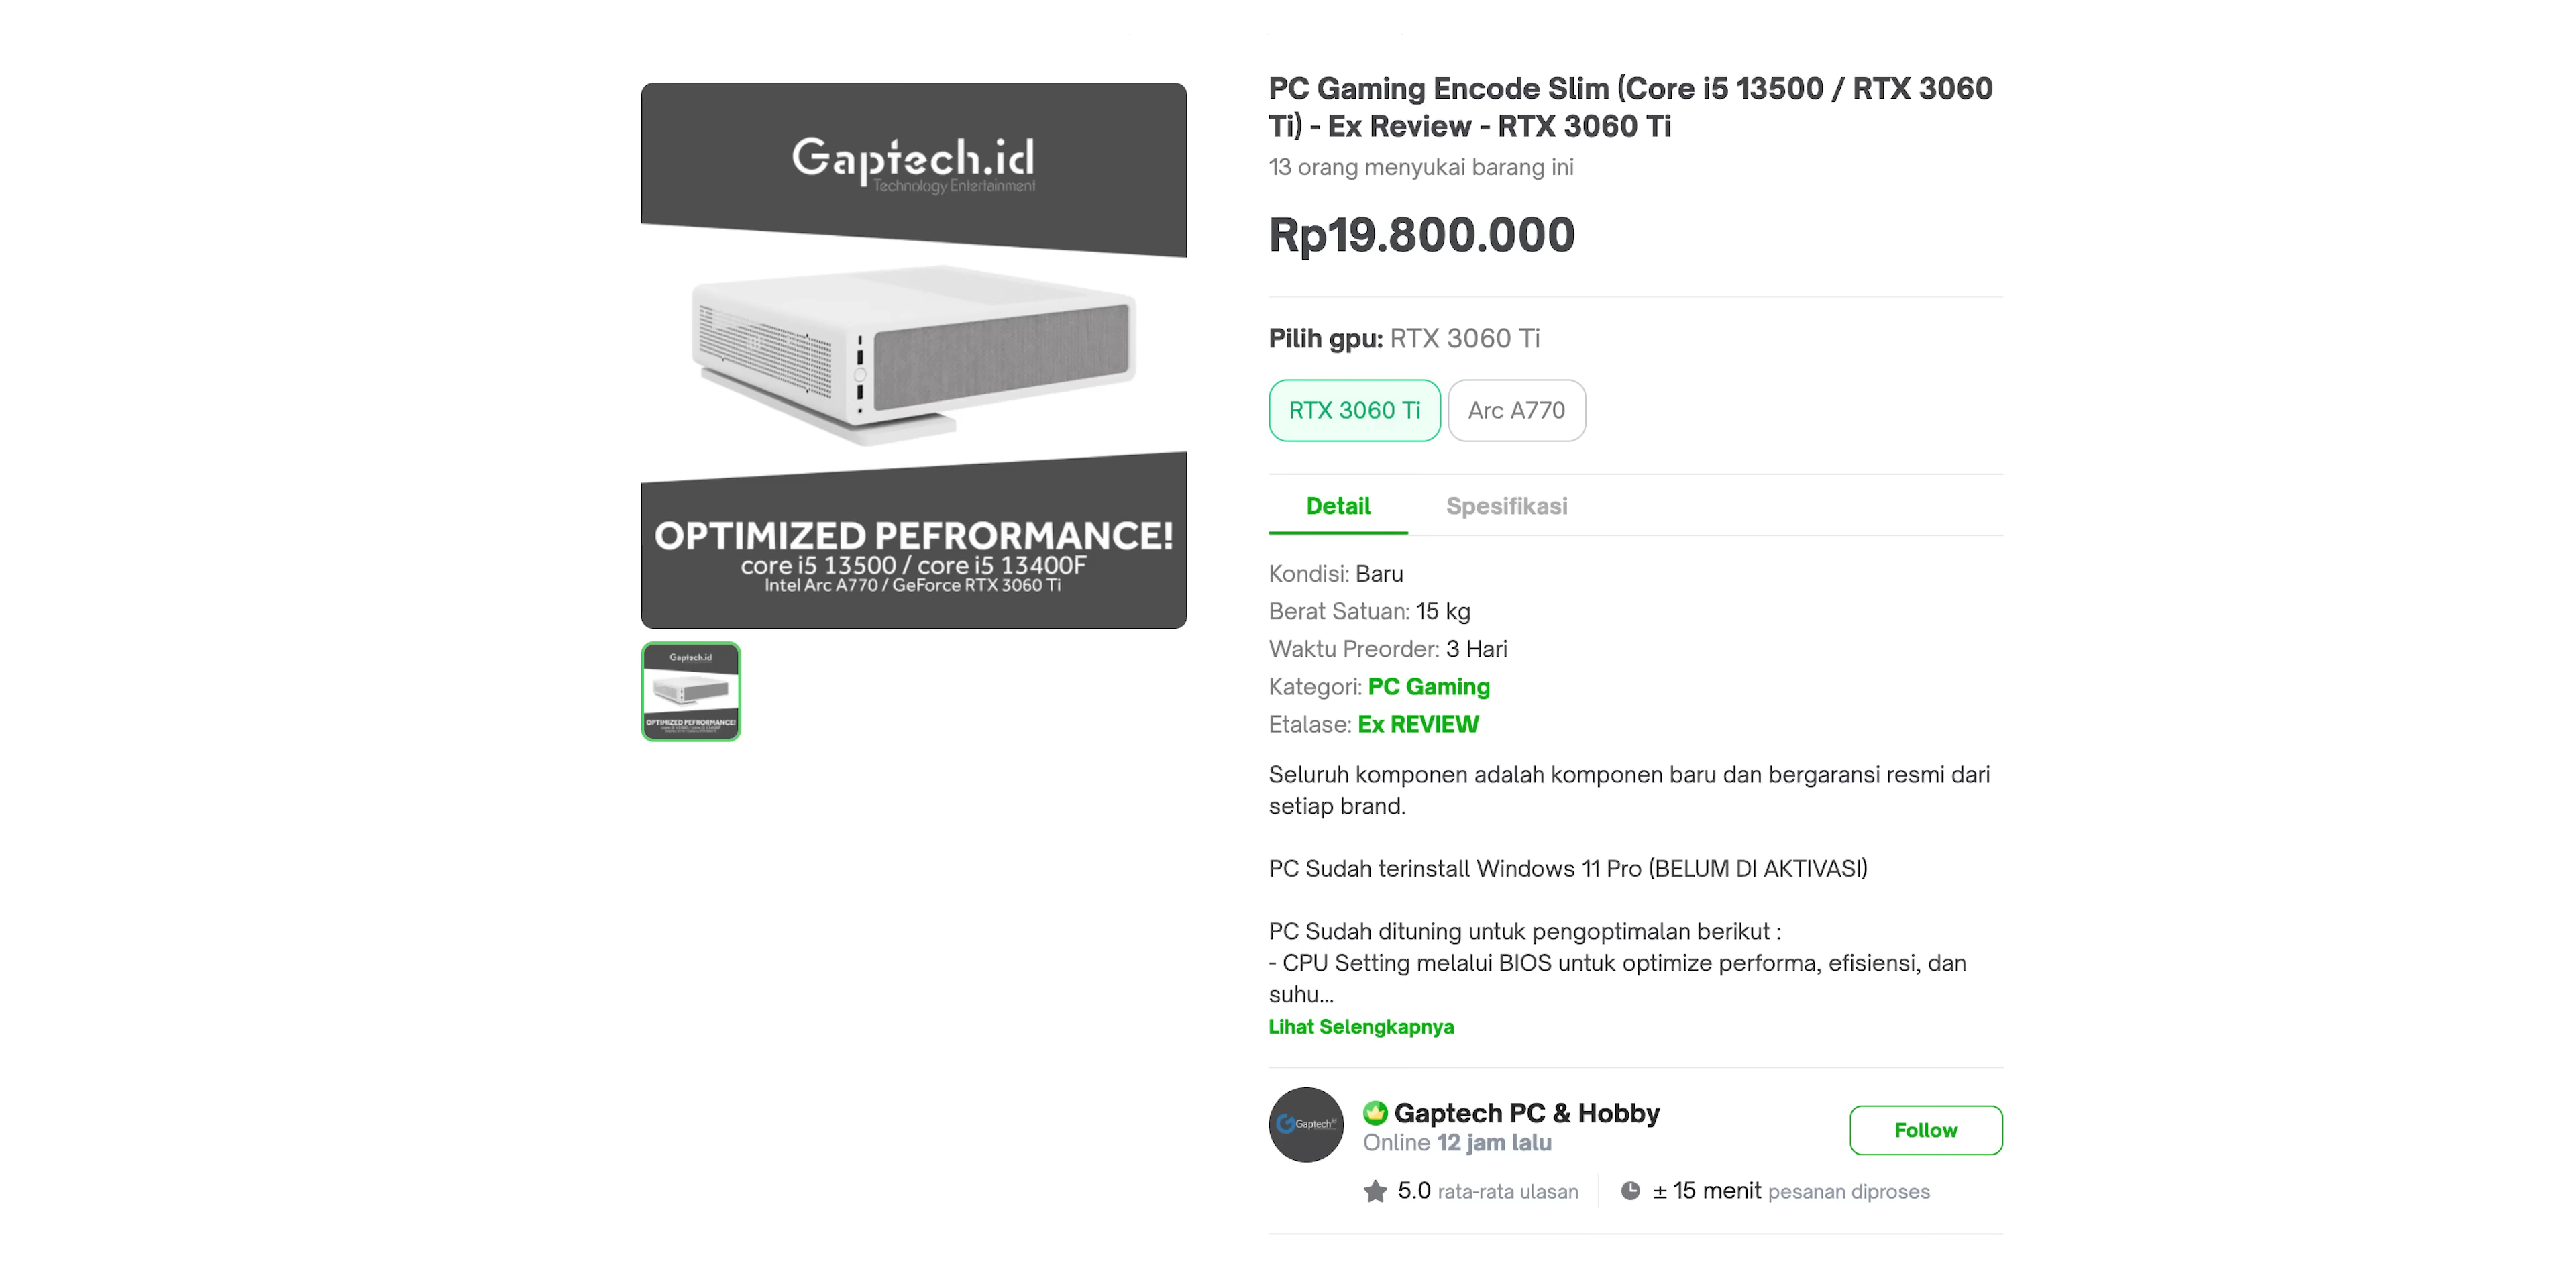 Gaptech.id
Technology Entertainment
OPTIMIZED PEFRORMANCE!
core i5 13500 / core i5 13400F
Intel Arc A770 / GeForce RTX 3060 Ti
Gaptech.id
OPTIMIZED PEFRORMANCE!
PC Gaming Encode Slim (Core i5 13500 / RTX 3060
Ti) - Ex Review - RTX 3060 Ti
13 orang menyukai barang ini
Rp19.800.000
Pilih gpu: RTX 3060 Ti
RTX 3060 Ti
Arc A770
Detail
Spesifikasi
Kondisi: Baru
Berat Satuan: 15 kg
Waktu Preorder: 3 Hari
Kategori: PC Gaming
Etalase: Ex REVIEW
Seluruh komponen adalah komponen baru dan bergaransi resmi dari
setiap brand.
PC Sudah terinstall Windows 11 Pro (BELUM DI AKTIVASI)
PC Sudah dituning untuk pengoptimalan berikut :
- CPU Setting melalui BIOS untuk optimize performa, efisiensi, dan
suhu...
Lihat Selengkapnya
Gaptech.id
Gaptech PC & Hobby
Online 12 jam lalu
Follow
5.0 rata-rata ulasan
± 15 menit pesanan diproses